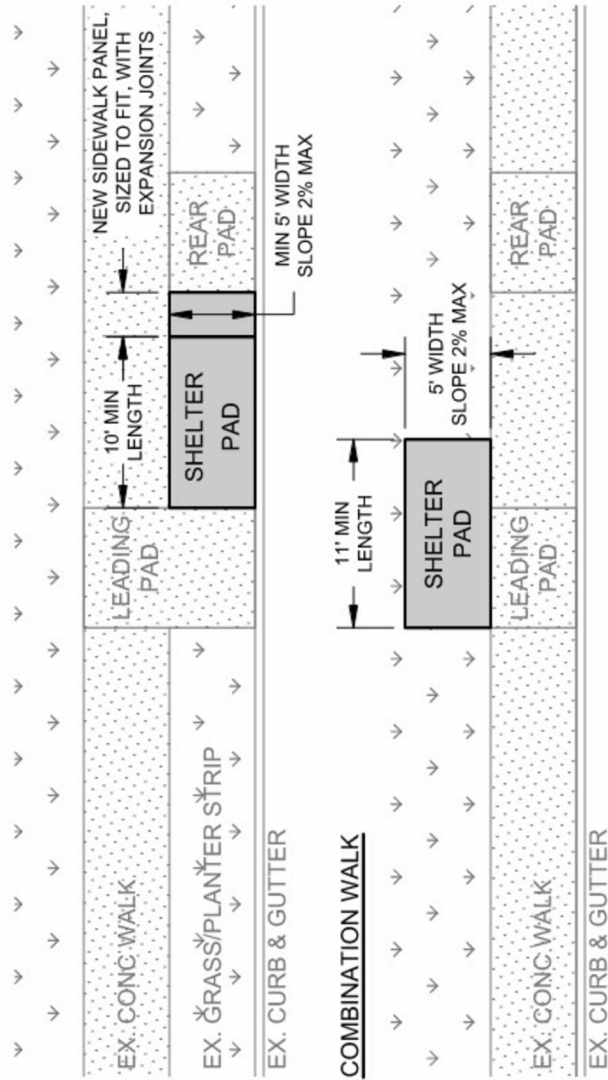 NEW SIDEWALK PANEL,
SIZED TO FIT, WITH
EXPANSION JOINTS
10' MIN
LENGTH
LEADING
PAD
SHELTER
PAD
REAR
PAD
MIN 5' WIDTH
SLOPE 2% MAX
EX. CONC WALK
EX. GRASS/PLANTER STRIP
EX. CURB & GUTTER
COMBINATION WALK
11' MIN
LENGTH
5' WIDTH
SLOPE 2% MAX
SHELTER
PAD
LEADING
PAD
REAR
PAD
EX. CONC WALK
EX. CURB & GUTTER